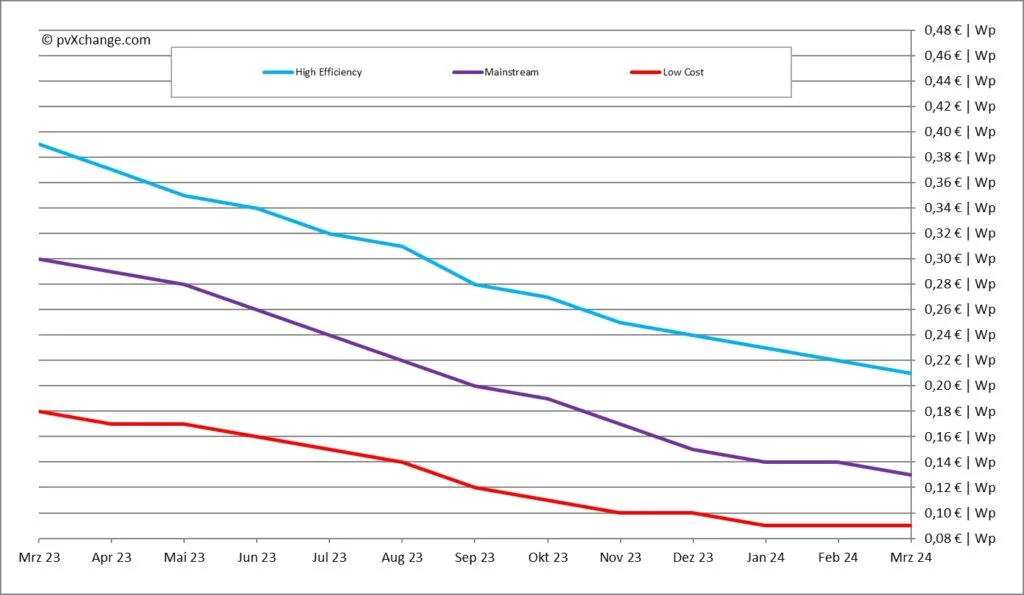 © pvXchange.com
High Efficiency Mainstream Low Cost
0,48 € | Wp
0,46 € | Wp
0,44 € | Wp
0,42 € | Wp
0,40 € | Wp
0,38 € | Wp
0,36 € | Wp
0,34 € | Wp
0,32 € | Wp
0,30 € | Wp
0,28 € | Wp
0,26 € | Wp
0,24 € | Wp
0,22 € | Wp
0,20 € | Wp
0,18 € | Wp
0,16 € | Wp
0,14 € | Wp
0,12 € | Wp
0,10 € | Wp
0,08 € | Wp
Mrz 23 Apr 23 Mai 23 Jun 23 Jul 23 Aug 23 Sep 23 Okt 23 Nov 23 Dez 23 Jan 24 Feb 24 Mrz 24